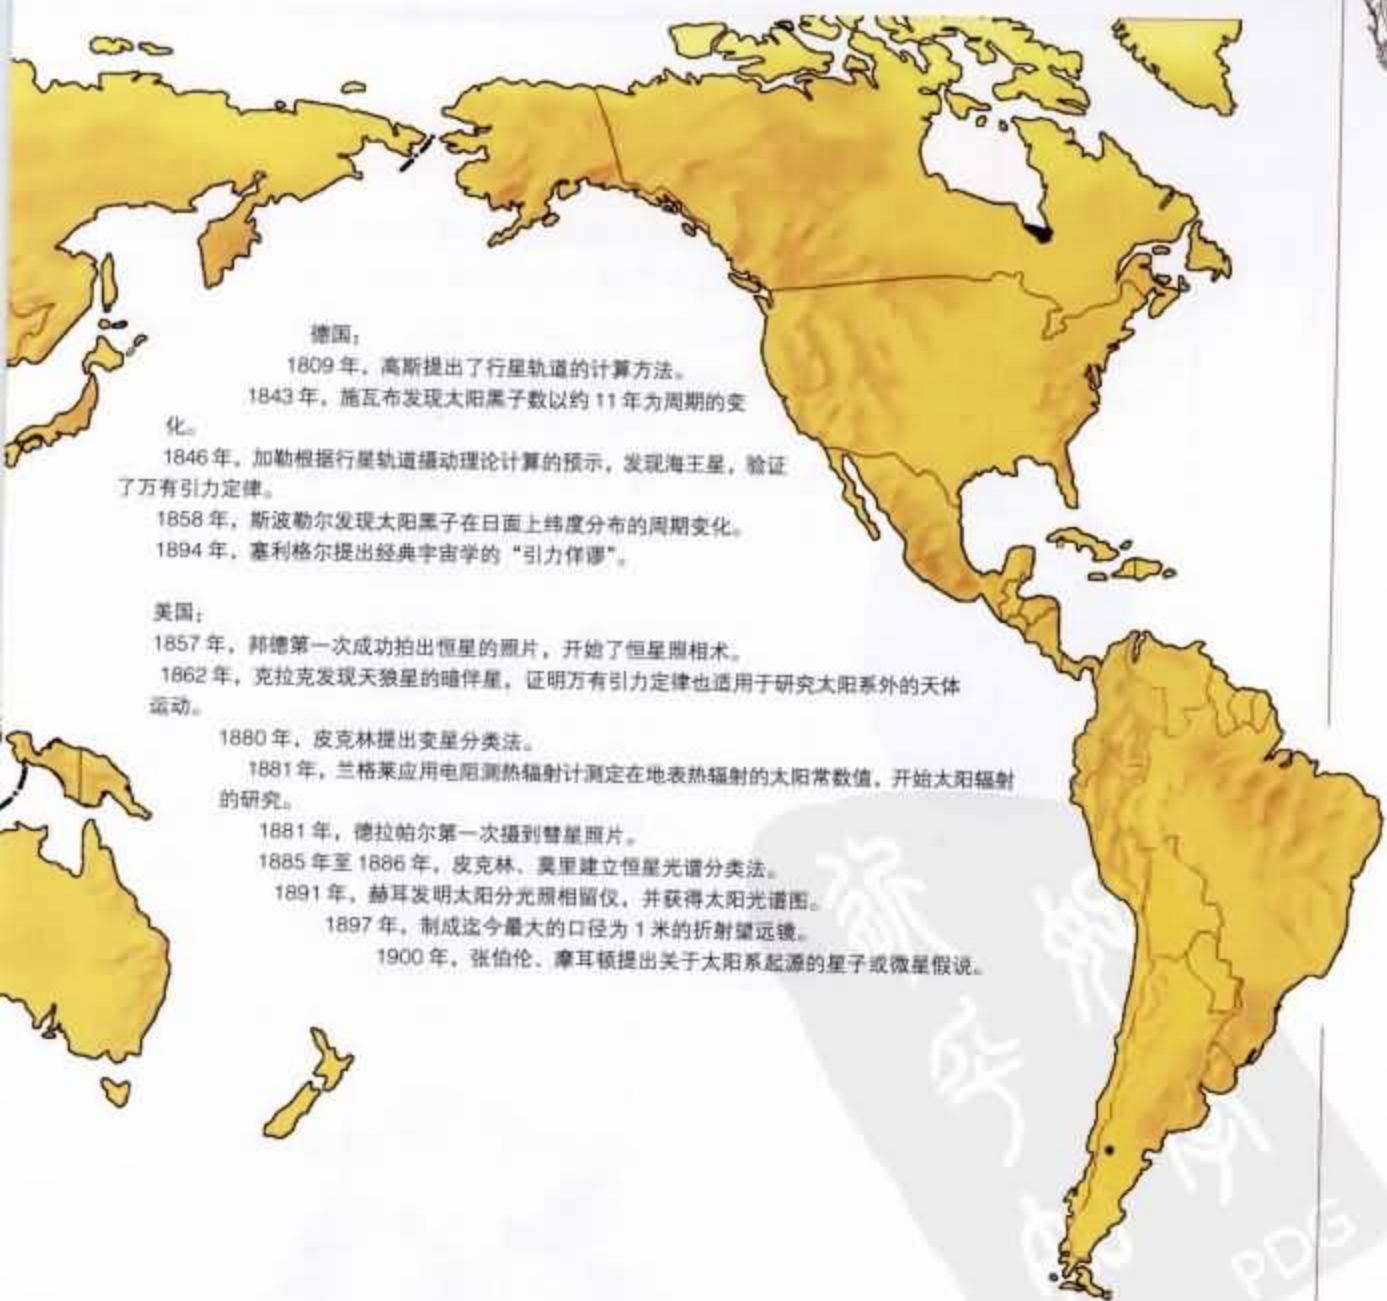 德国：
1809 年，高斯提出了行星轨道的计算方法。
1843 年，施瓦布发现太阳黑子数以约 11 年为周期的变
化。
1846 年，加勒根据行星轨道摄动理论计算的预示，发现海王星，验证
了万有引力定律。
1858 年，斯波勒尔发现太阳黑子在日面上纬度分布的周期变化。
1894 年，塞利格尔提出经典宇宙学的“引力佯谬”。
美国：
1857 年，邦德第一次成功拍出恒星的照片，开始了恒星照相术。
1862 年，克拉克发现天狼星的暗伴星，证明万有引力定律也适用于研究太阳系外的天体
运动。
1880 年，皮克林提出变星分类法。
1881 年，兰格莱应用电阻测热辐射计测定在地表热辐射的太阳常数值，开始太阳辐射
的研究。
1881 年，德拉帕尔第一次摄到彗星照片。
1885 年至 1886 年，皮克林、莫里建立恒星光谱分类法。
1891 年，赫耳发明太阳分光照相留仪，并获得太阳光谱图。
1897 年，制成迄今最大的口径为 1 米的折射望远镜。
1900 年，张伯伦、摩耳顿提出关于太阳系起源的星子或微星假说。
PDG